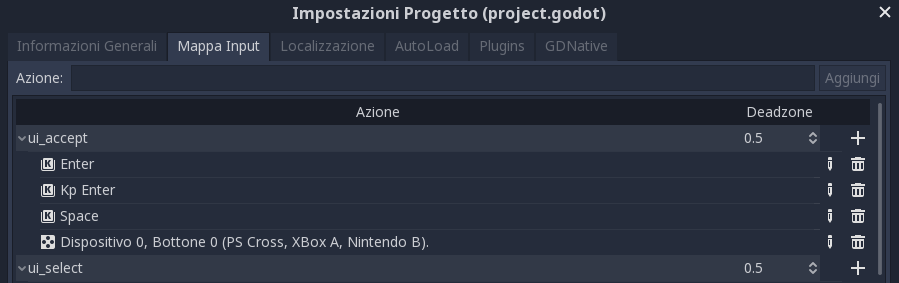 Impostazioni Progetto (project.godot)
Informazioni Generali Mappa Input Localizzazione AutoLoad Plugins GDNative
Azione: Aggiungi
Azione Deadzone
ui_accept 0.5
Enter
Kp Enter
Space
Dispositivo 0, Bottone 0 (PS Cross, XBox A, Nintendo B).
ui_select 0.5